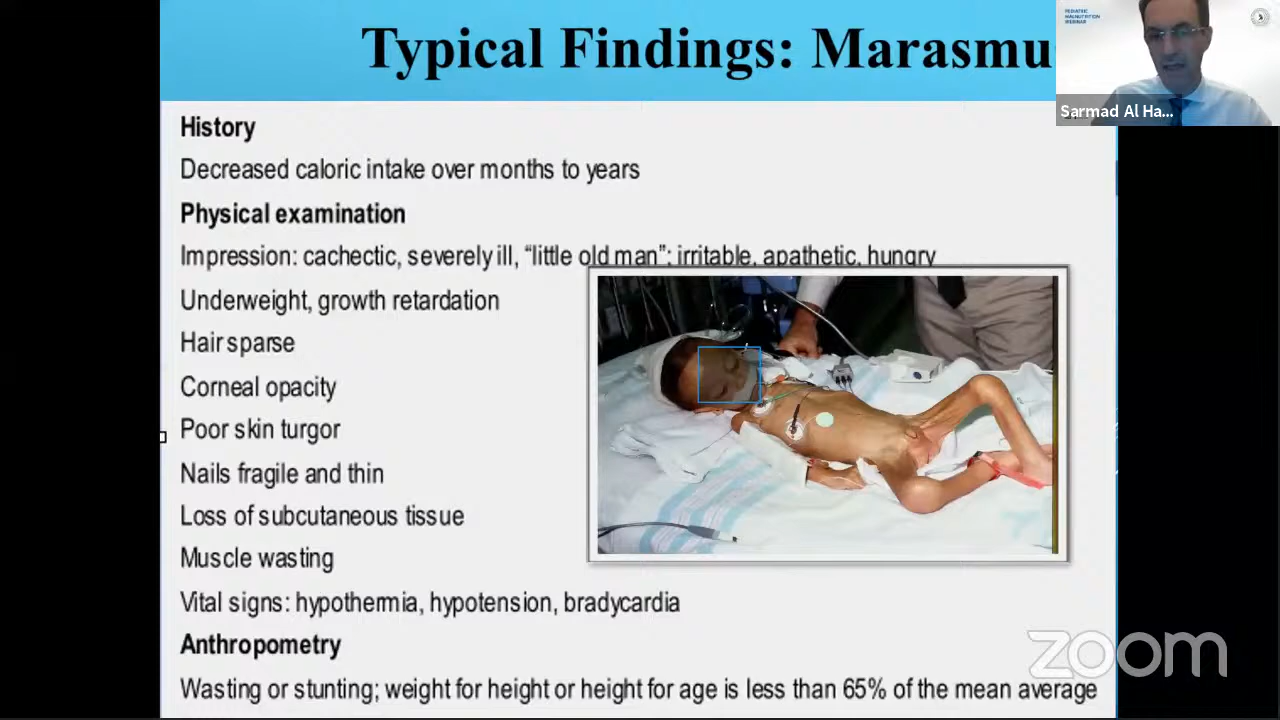 Typical Findings: Marasmu
PEDIATRIC
MALNUTRITION
WEBINAR
Sarmad Al Ha...
History
Decreased caloric intake over months to years
Physical examination
Impression: cachectic, severely ill, “little old man”; irritable, apathetic, hungry
Underweight, growth retardation
Hair sparse
Corneal opacity
Poor skin turgor
Nails fragile and thin
Loss of subcutaneous tissue
Muscle wasting
Vital signs: hypothermia, hypotension, bradycardia
Anthropometry
Wasting or stunting; weight for height or height for age is less than 65% of the mean average
zoom